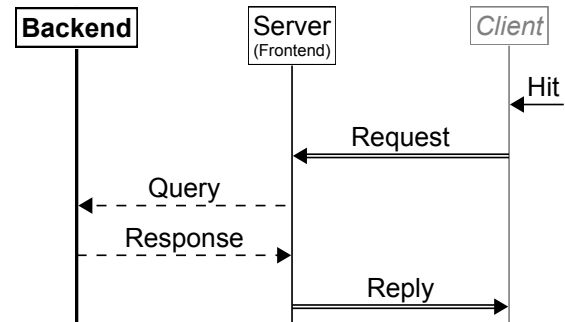 Backend
Server
(Frontend)
Client
Hit
Request
Query
Response
Reply